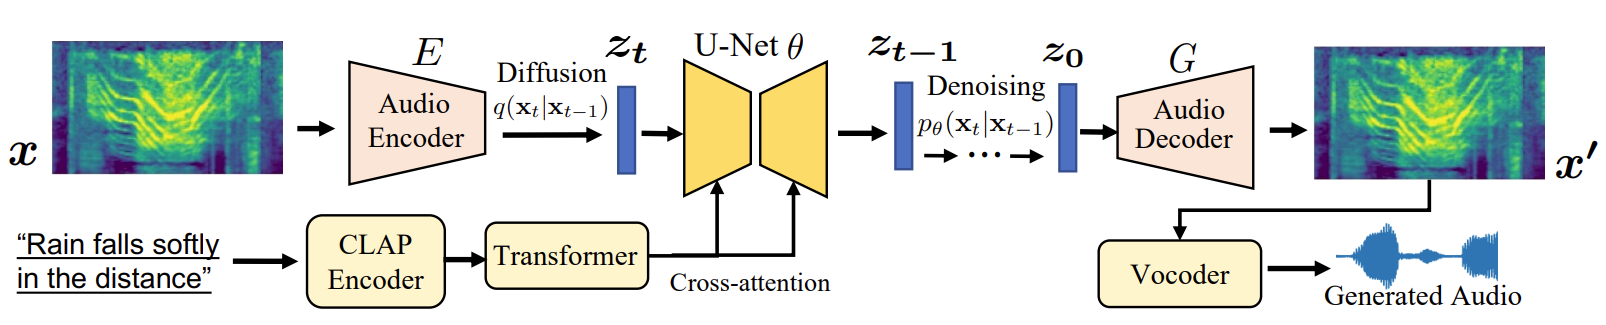 x
E
Audio
Encoder
Diffusion
q(x_t|x_{t-1})
z_t
U-Net θ
z_{t-1}
Denoising
p_θ(x_t|x_{t-1})
...
z_0
G
Audio
Decoder
x′
“Rain falls softly
in the distance”
CLAP
Encoder
Transformer
Cross-attention
Vocoder
Generated Audio